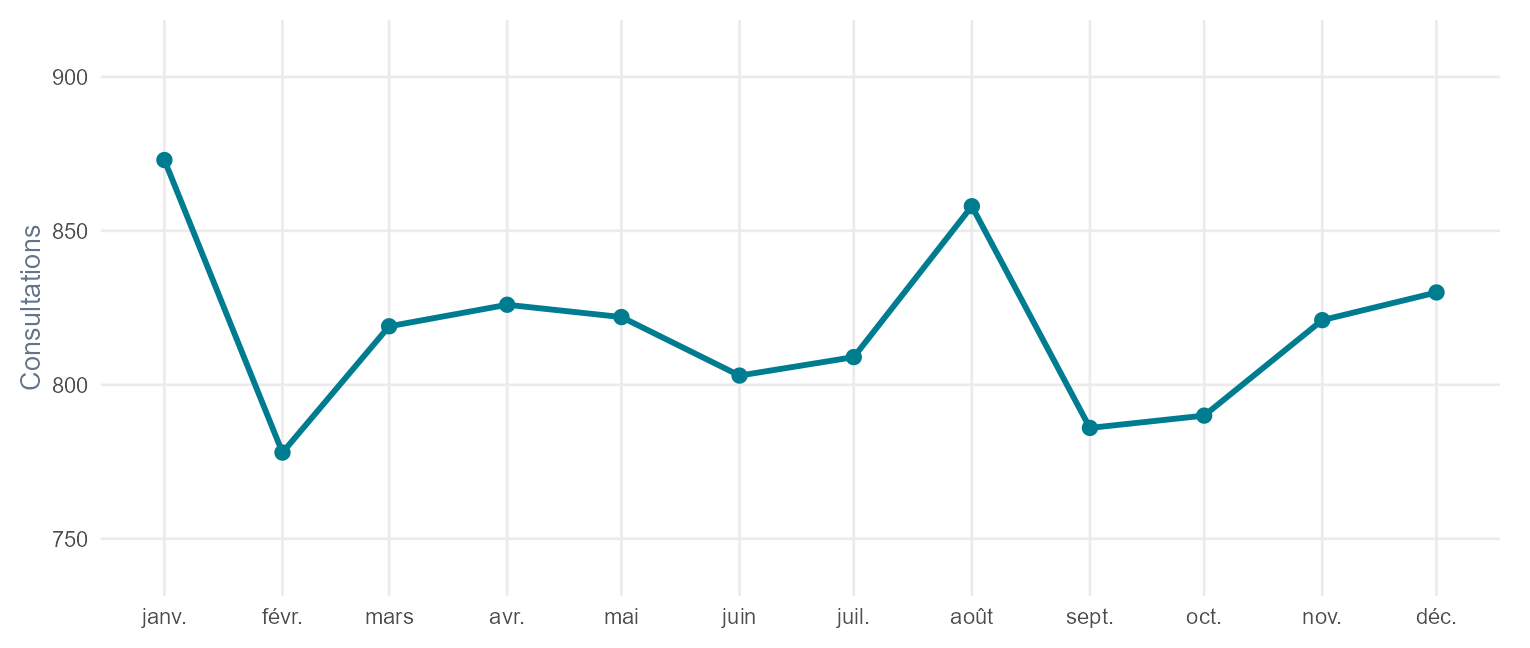 Consultations
900
850
800
750
janv. févr. mars avr. mai juin juil. août sept. oct. nov. déc.